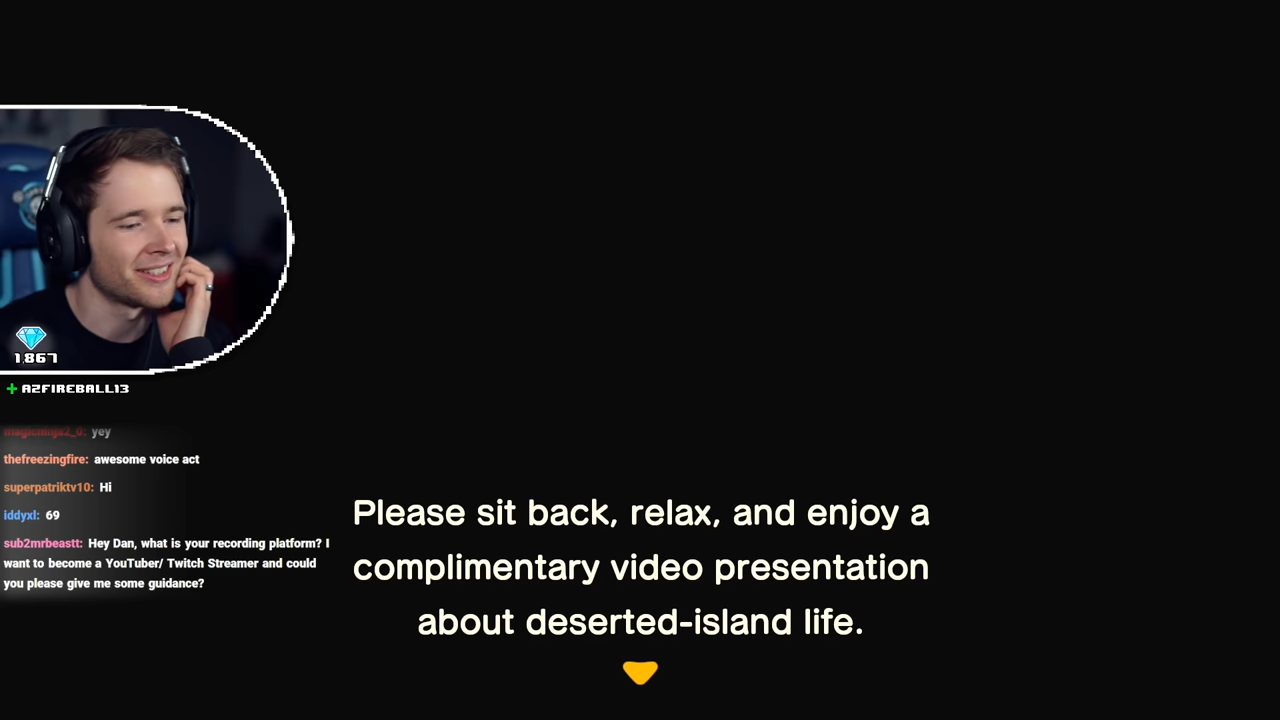 1,867
+ AZFIREBALL13
yey
thefreezingfire: awesome voice act
superpatriktv10: Hi
iddyxl: 69
sub2mrbeastt: Hey Dan, what is your recording platform? I
want to become a YouTuber/ Twitch Streamer and could
you please give me some guidance?
Please sit back, relax, and enjoy a
complimentary video presentation
about deserted-island life.